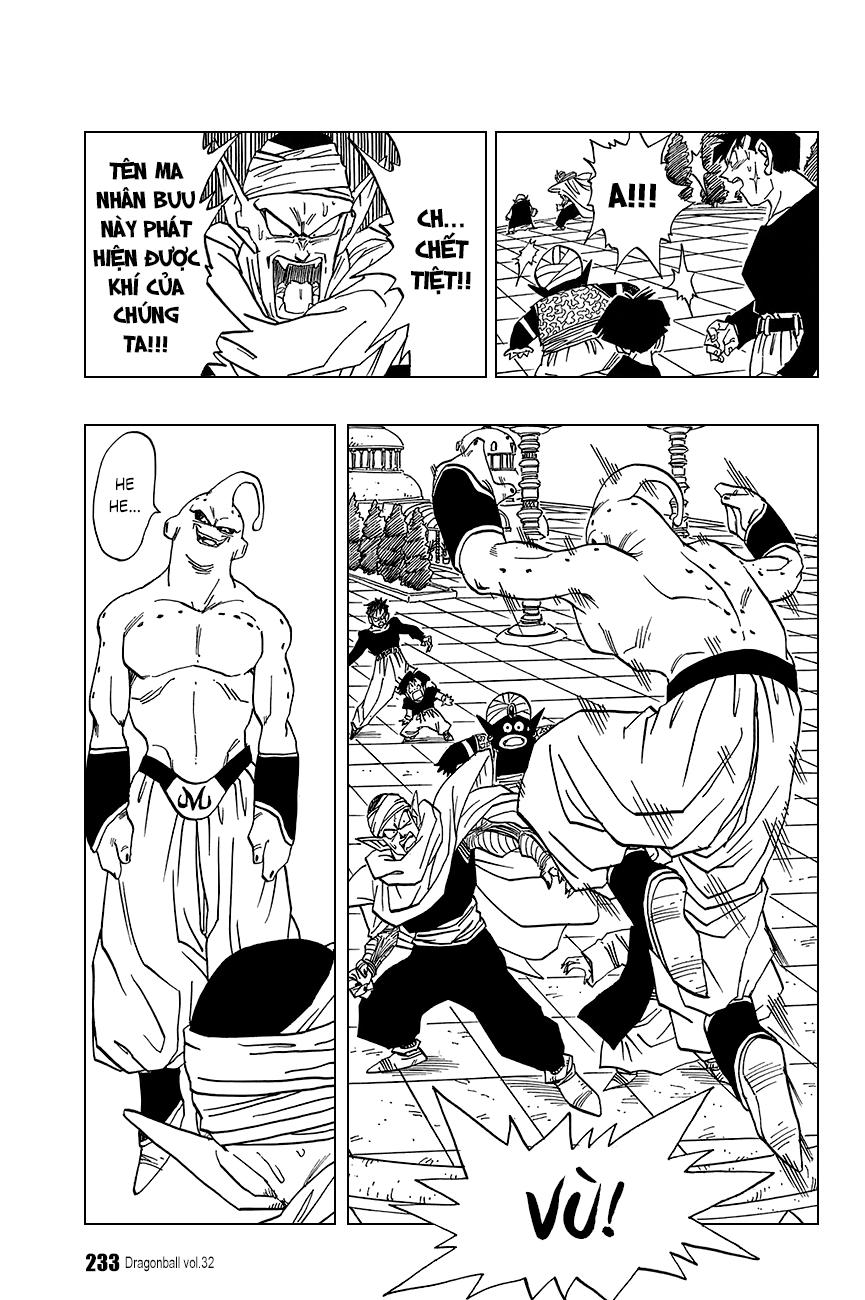 A!!!
CH...
CHẾT
TIỆT!!
TÊN MA
NHÂN BUU
NÀY PHÁT
HIỆN ĐƯỢC
KHÍ CỦA
CHÚNG
TA!!!
VÙ!
HE
HE...
233 Dragonball vol.32